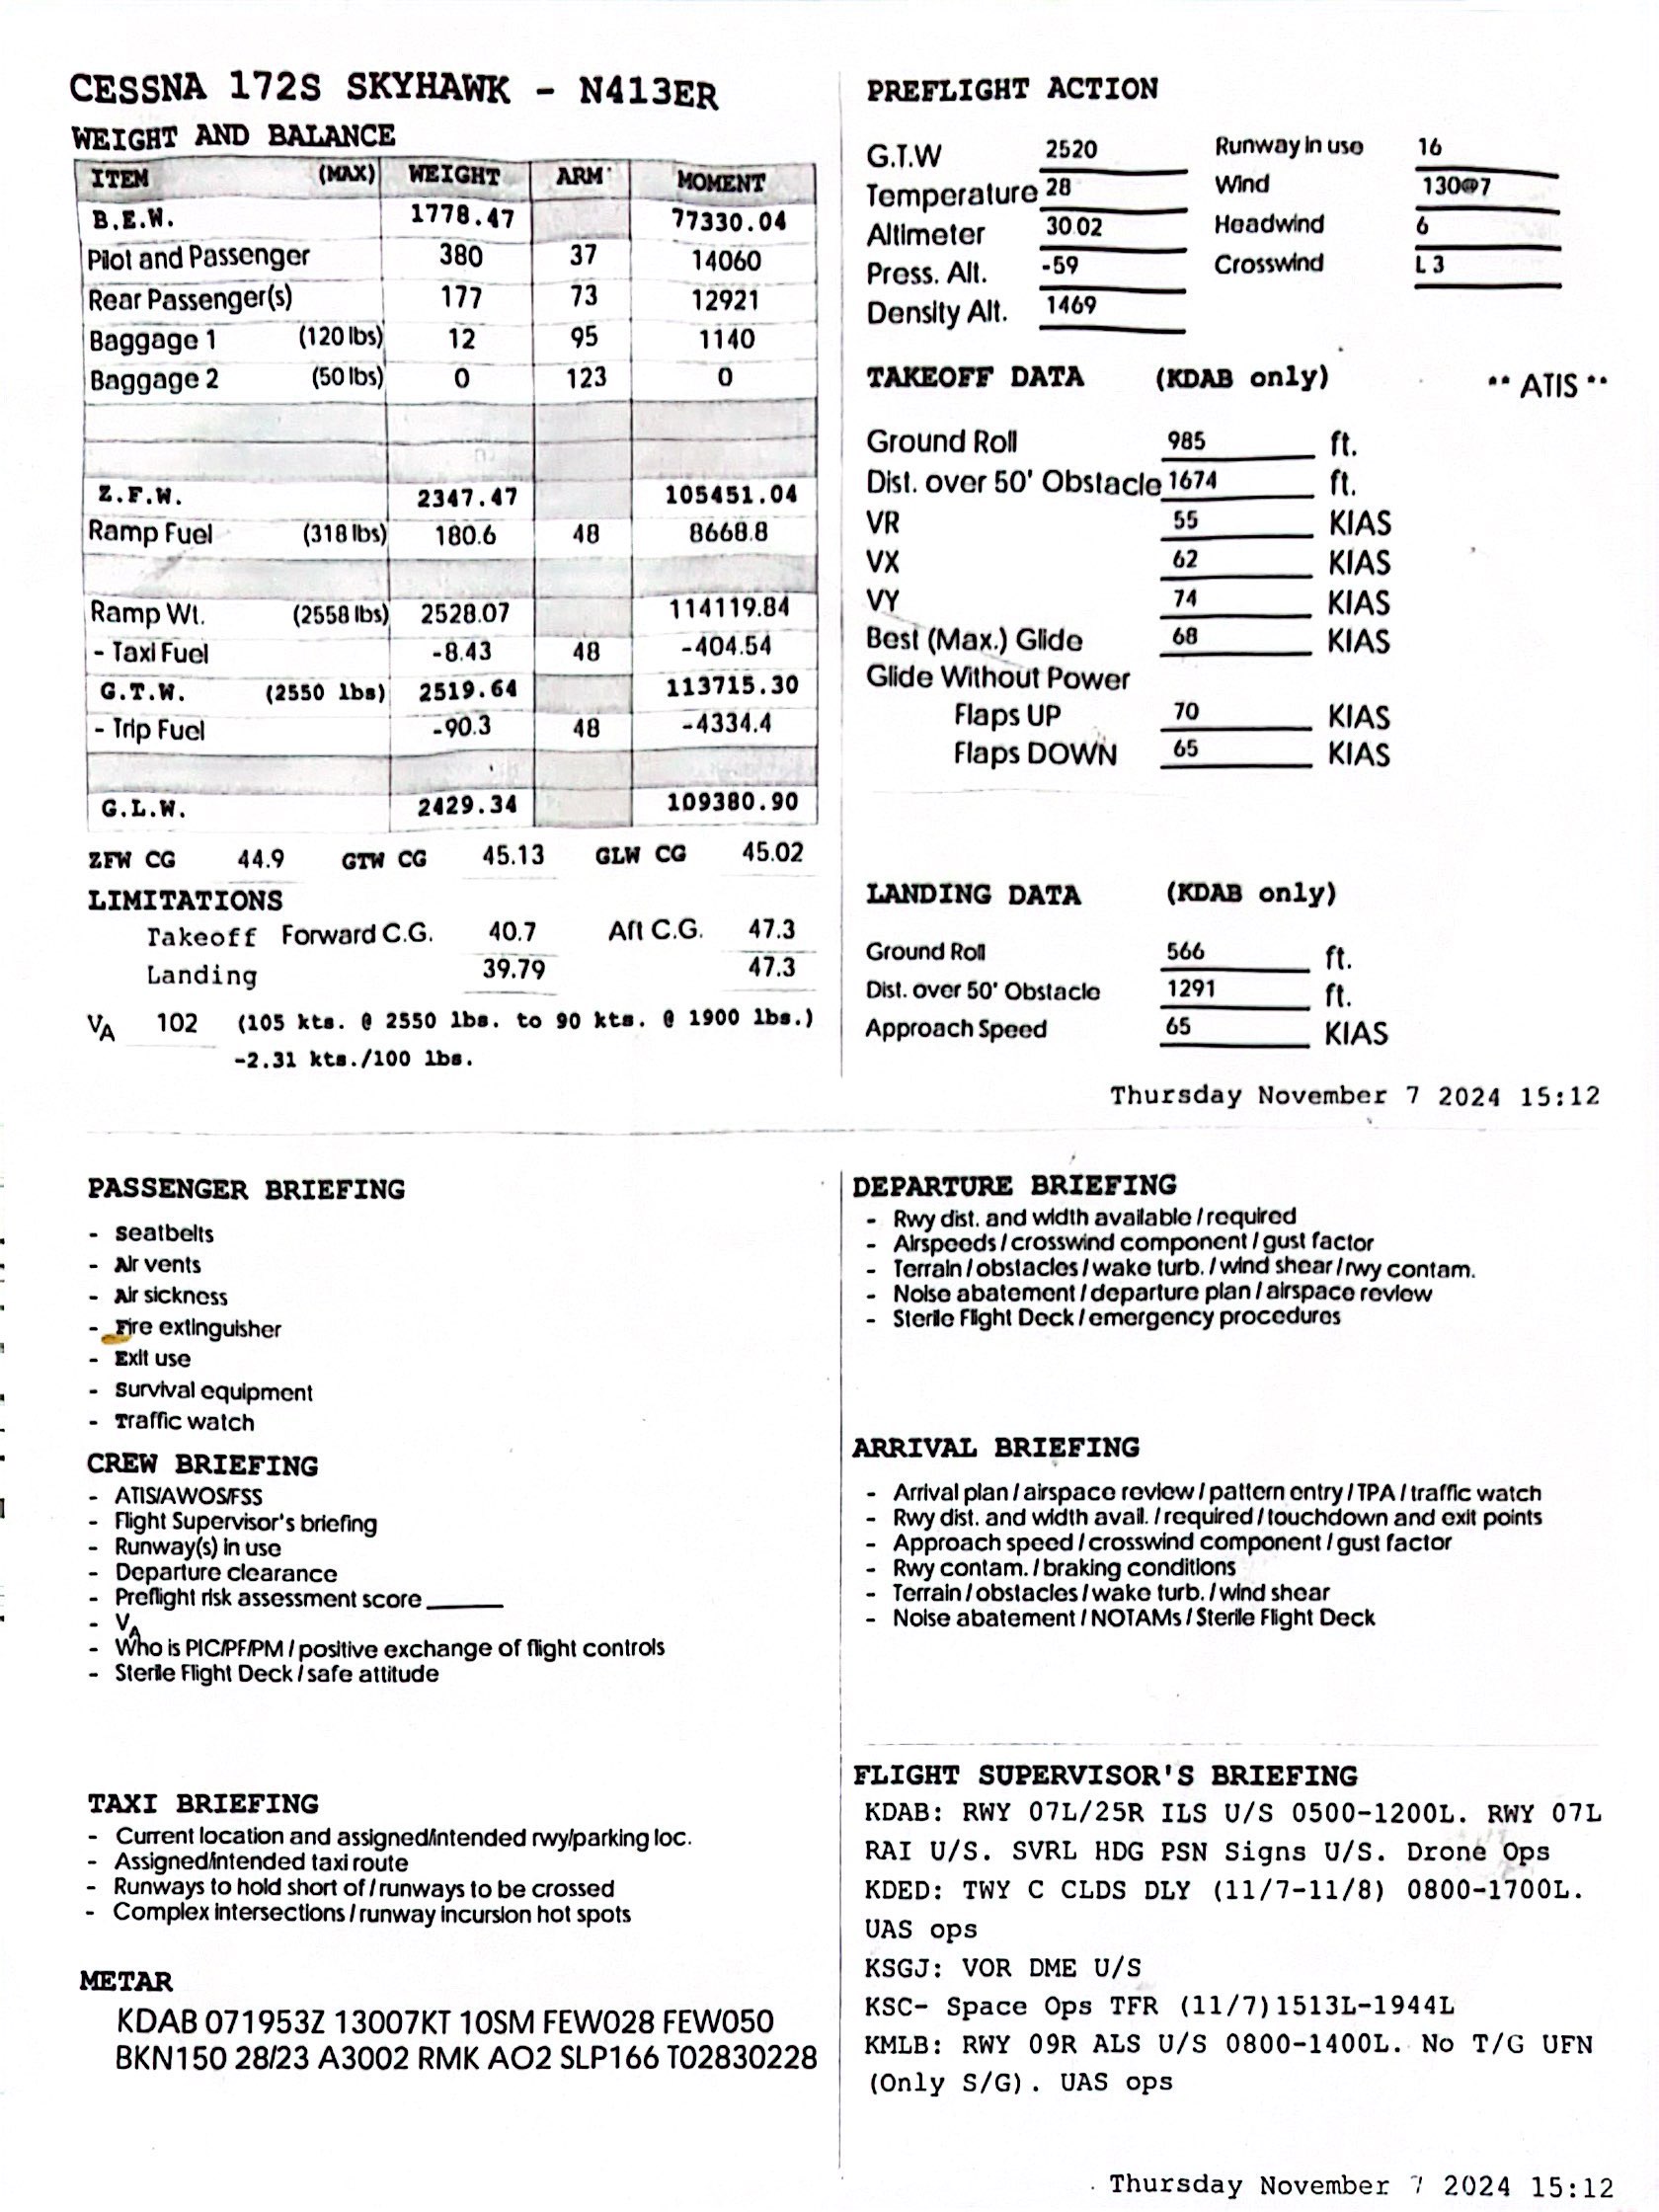 CESSNA 172S SKYHAWK - N413ER
WEIGHT AND BALANCE
ITEM (MAX) WEIGHT ARM MOMENT
B.E.W. 1778.47 77330.04
Pilot and Passenger 380 37 14060
Rear Passenger(s) 177 73 12921
Baggage 1 (120 lbs) 12 95 1140
Baggage 2 (50 lbs) 0 123 0
Z.F.W. 2347.47 105451.04
Ramp Fuel (318 lbs) 180.6 48 8668.8
Ramp Wt. (2558 lbs) 2528.07 114119.84
- Taxi Fuel -8.43 48 -404.54
G.T.W. (2550 lbs) 2519.64 113715.30
- Trip Fuel -90.3 48 -4334.4
G.L.W. 2429.34 109380.90
ZFW CG 44.9 GTW CG 45.13 GLW CG 45.02
LIMITATIONS
Takeoff Forward C.G. 40.7 Aft C.G. 47.3
Landing 39.79 47.3
VA 102 (105 kts. @ 2550 lbs. to 90 kts. @ 1900 lbs.)
-2.31 kts./100 lbs.
PREFLIGHT ACTION
G.T.W 2520 Runway in use 16
Temperature 28 Wind 130@7
Altimeter 30.02 Headwind 6
Press. Alt. -59 Crosswind L 3
Density Alt. 1469
TAKEOFF DATA (KDAB only) ** ATIS **
Ground Roll 985 ft.
Dist. over 50' Obstacle 1674 ft.
VR 55 KIAS
VX 62 KIAS
VY 74 KIAS
Best (Max.) Glide 68 KIAS
Glide Without Power
Flaps UP 70 KIAS
Flaps DOWN 65 KIAS
LANDING DATA (KDAB only)
Ground Roll 566 ft.
Dist. over 50' Obstacle 1291 ft.
Approach Speed 65 KIAS
Thursday November 7 2024 15:12
PASSENGER BRIEFING
- Seatbelts
- Air vents
- Air sickness
- Fire extinguisher
- Exit use
- Survival equipment
- Traffic watch
CREW BRIEFING
- ATIS/AWOS/FSS
- Flight Supervisor's briefing
- Runway(s) in use
- Departure clearance
- Preflight risk assessment score
- VA
- Who is PIC/PF/PM / positive exchange of flight controls
- Sterile Flight Deck / safe attitude
TAXI BRIEFING
- Current location and assigned/intended rwy/parking loc.
- Assigned/intended taxi route
- Runways to hold short of / runways to be crossed
- Complex intersections / runway incursion hot spots
METAR
KDAB 071953Z 13007KT 10SM FEW028 FEW050
BKN150 28/23 A3002 RMK AO2 SLP166 T02830228
DEPARTURE BRIEFING
- Rwy dist. and width available / required
- Airspeeds / crosswind component / gust factor
- Terrain / obstacles / wake turb. / wind shear / rwy contam.
- Noise abatement / departure plan / airspace review
- Sterile Flight Deck / emergency procedures
ARRIVAL BRIEFING
- Arrival plan / airspace review / pattern entry / TPA / traffic watch
- Rwy dist. and width avail. / required / touchdown and exit points
- Approach speed / crosswind component / gust factor
- Rwy contam. / braking conditions
- Terrain / obstacles / wake turb. / wind shear
- Noise abatement / NOTAMs / Sterile Flight Deck
FLIGHT SUPERVISOR'S BRIEFING
KDAB: RWY 07L/25R ILS U/S 0500-1200L. RWY 07L
RAI U/S. SVRL HDG PSN Signs U/S. Drone Ops
KDED: TWY C CLDS DLY (11/7-11/8) 0800-1700L.
UAS ops
KSGJ: VOR DME U/S
KSC- Space Ops TFR (11/7)1513L-1944L
KMLB: RWY 09R ALS U/S 0800-1400L. No T/G UFN
(Only S/G). UAS ops
Thursday November 7 2024 15:12